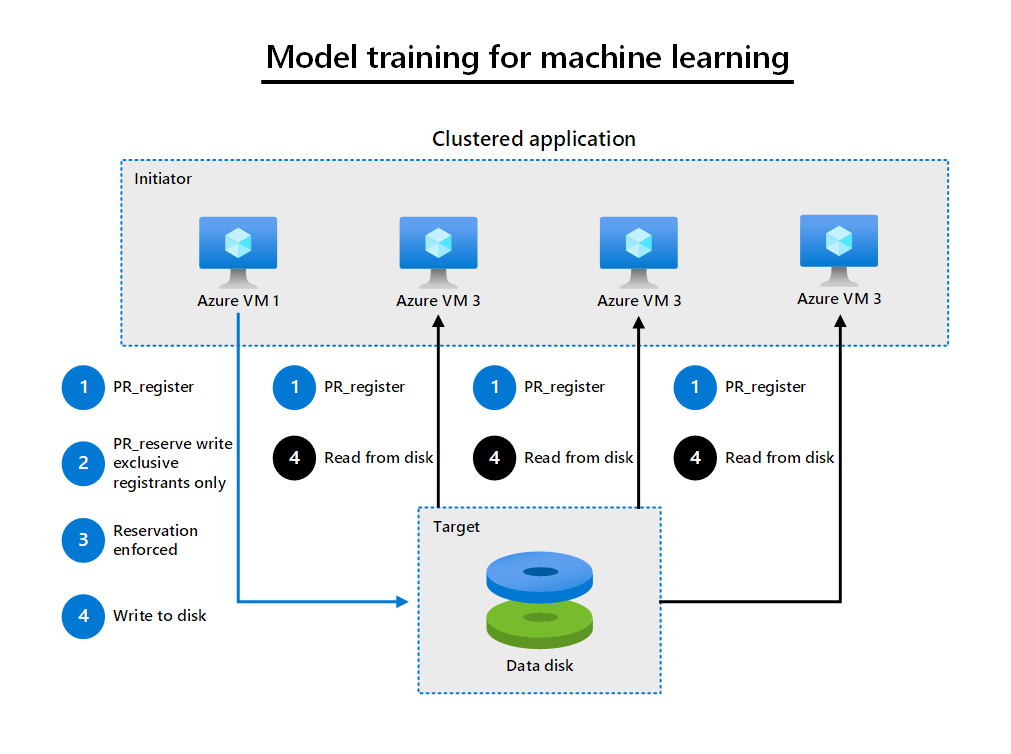 Model training for machine learning
Clustered application
Initiator
Azure VM 1
Azure VM 3
Azure VM 3
Azure VM 3
1 PR_register
2 PR_reserve write
exclusive
registrants only
3 Reservation
enforced
4 Write to disk
1 PR_register
4 Read from disk
1 PR_register
4 Read from disk
1 PR_register
4 Read from disk
Target
Data disk